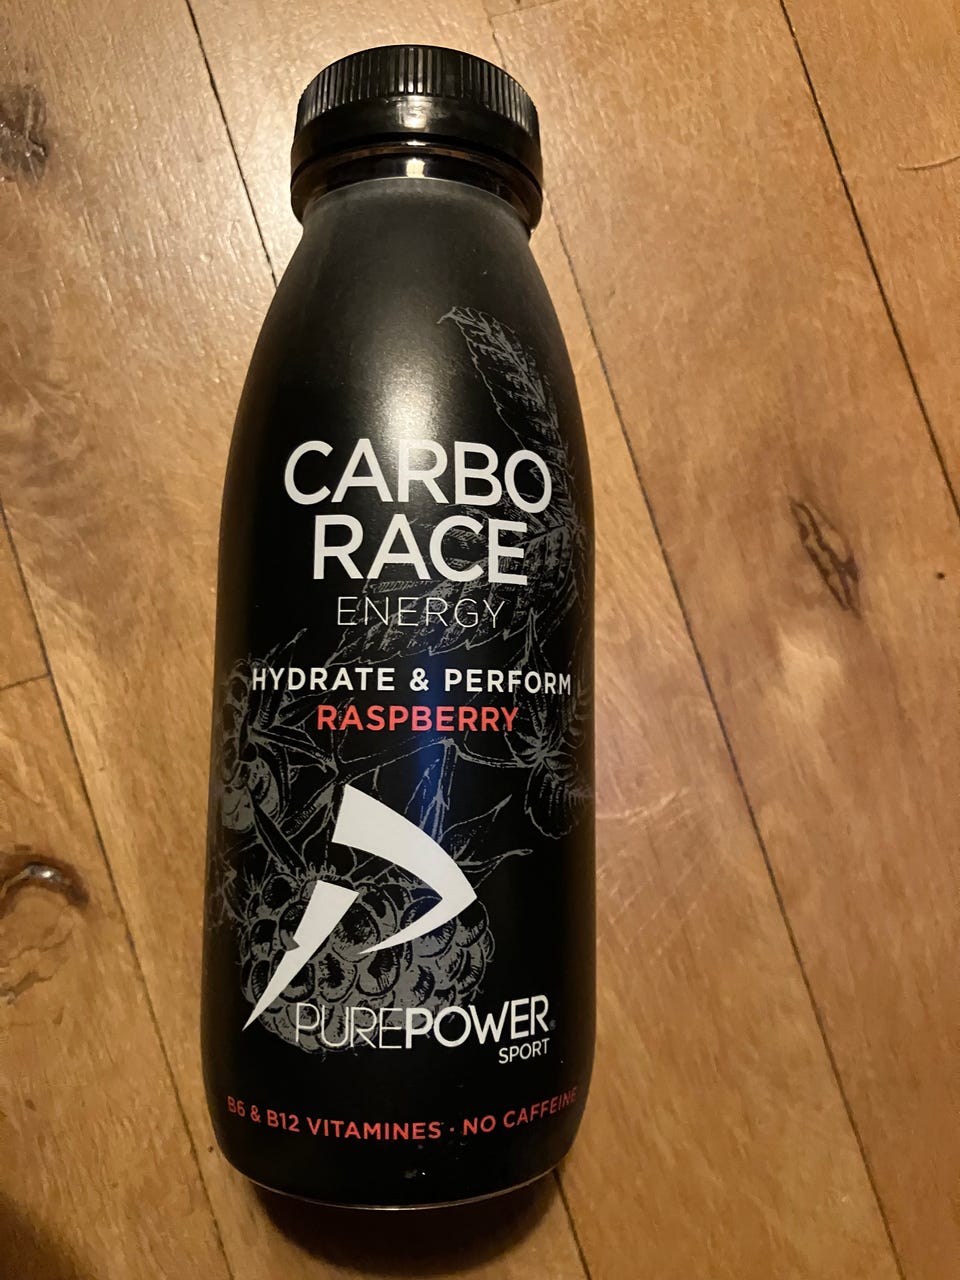 CARBO
RACE
ENERGY
HYDRATE & PERFORM
RASPBERRY
PUREPOWER®
SPORT
B6 & B12 VITAMINES · NO CAFFEINE